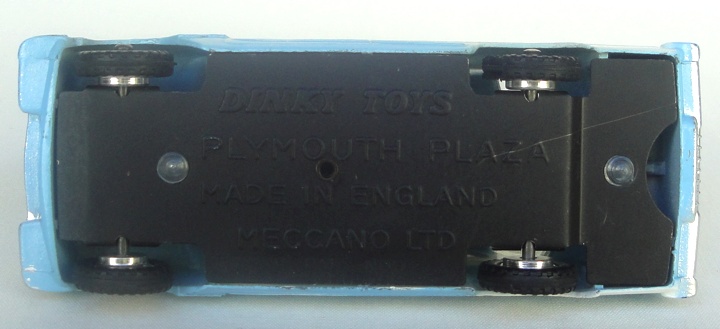 DINKY TOYS
PLYMOUTH PLAZA
MADE IN ENGLAND
MECCANO LTD